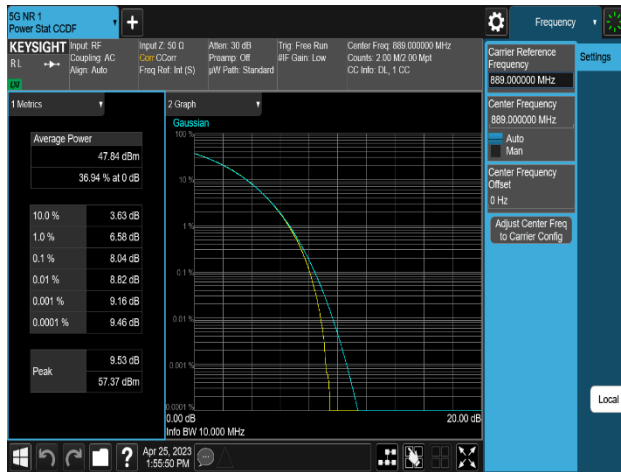 5G NR 1
Power Stat CCDF
Frequency
KEYSIGHT
Input: RF
Coupling: AC
Align: Auto
Input Z: 50 Ω
Corr CCorr
Freq Ref: Int (S)
Atten: 30 dB
Preamp: Off
µW Path: Standard
Trig: Free Run
#IF Gain: Low
Center Freq: 889.000000 MHz
Counts: 2.00 M/2.00 Mpt
CC Info: DL, 1 CC
R L
1 Metrics
Average Power
47.84 dBm
36.94 % at 0 dB
10.0 % 3.63 dB
1.0 % 6.58 dB
0.1 % 8.04 dB
0.01 % 8.82 dB
0.001 % 9.16 dB
0.0001 % 9.46 dB
Peak
9.53 dB
57.37 dBm
2 Graph
Gaussian
100 %
10 %
1 %
0.1 %
0.01 %
0.001 %
0.0001 %
0.00 dB
20.00 dB
Info BW 10.000 MHz
Carrier Reference
Frequency
889.000000 MHz
Center Frequency
889.000000 MHz
Auto
Man
Center Frequency
Offset
0 Hz
Adjust Center Freq
to Carrier Config
Settings
Local
?
Apr 25, 2023
1:55:50 PM